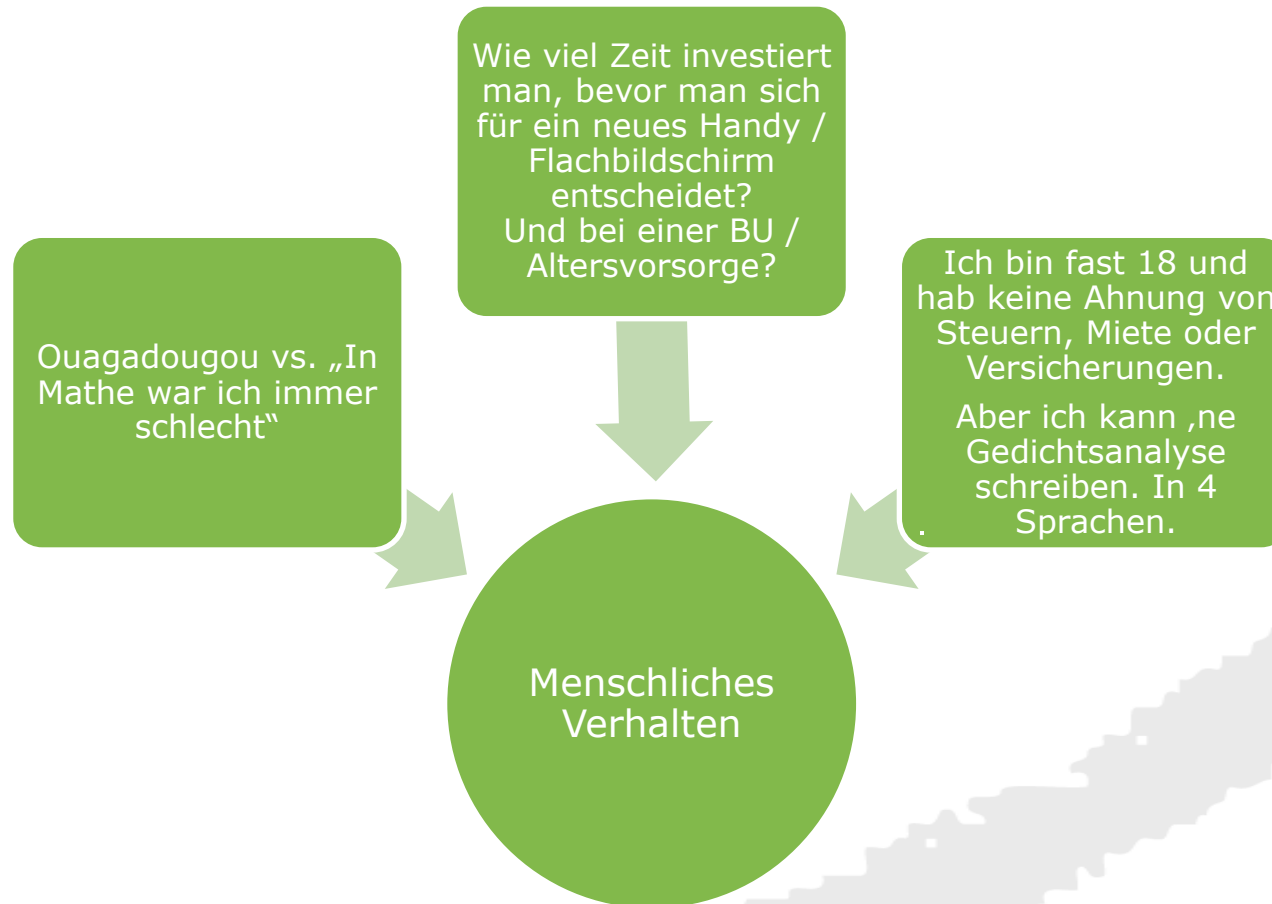 Wie viel Zeit investiert
man, bevor man sich
für ein neues Handy /
Flachbildschirm
entscheidet?
Und bei einer BU /
Altersvorsorge?
Ouagadougou vs. „In
Mathe war ich immer
schlecht“
Ich bin fast 18 und
hab keine Ahnung von
Steuern, Miete oder
Versicherungen.
Aber ich kann ‚ne
Gedichtsanalyse
schreiben. In 4
Sprachen.
.
Menschliches
Verhalten